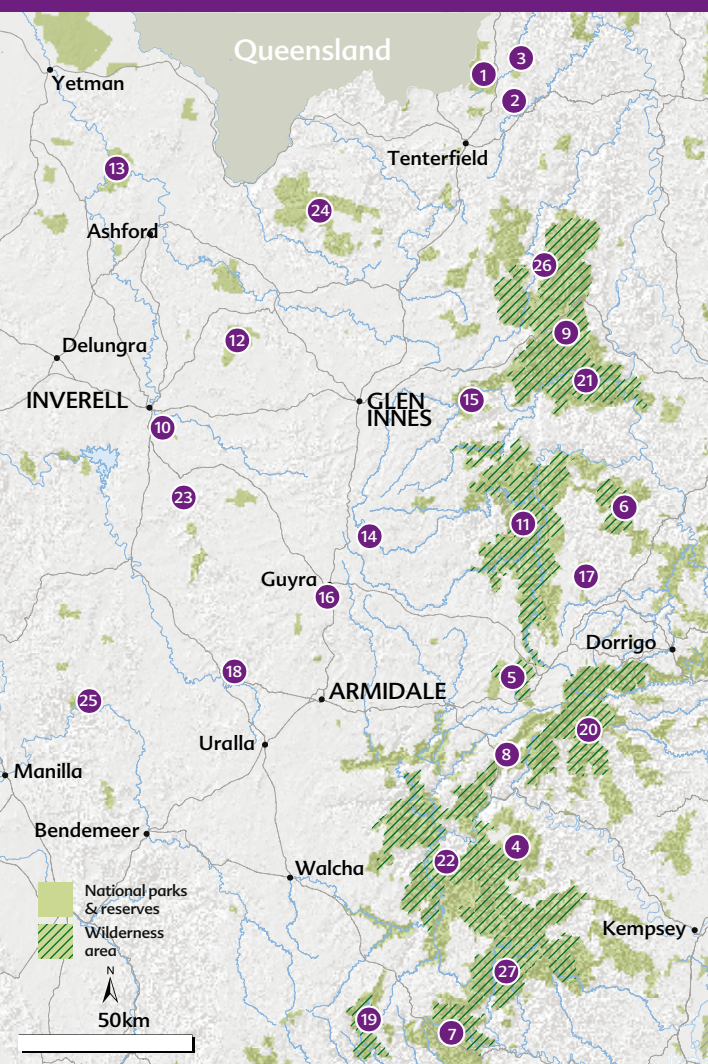 Queensland
3
1
2
Yetman
Tenterfield
13
24
Ashford
26
9
12
Delungra
21
INVERELL
GLEN
INNES
15
10
23
6
11
14
17
Guyra
16
Dorrigo
18
5
ARMIDALE
25
20
Uralla
8
Manilla
Bendemeer
4
22
Walcha
National parks
& reserves
Wilderness
area
Kempsey
N
27
50km
19
7